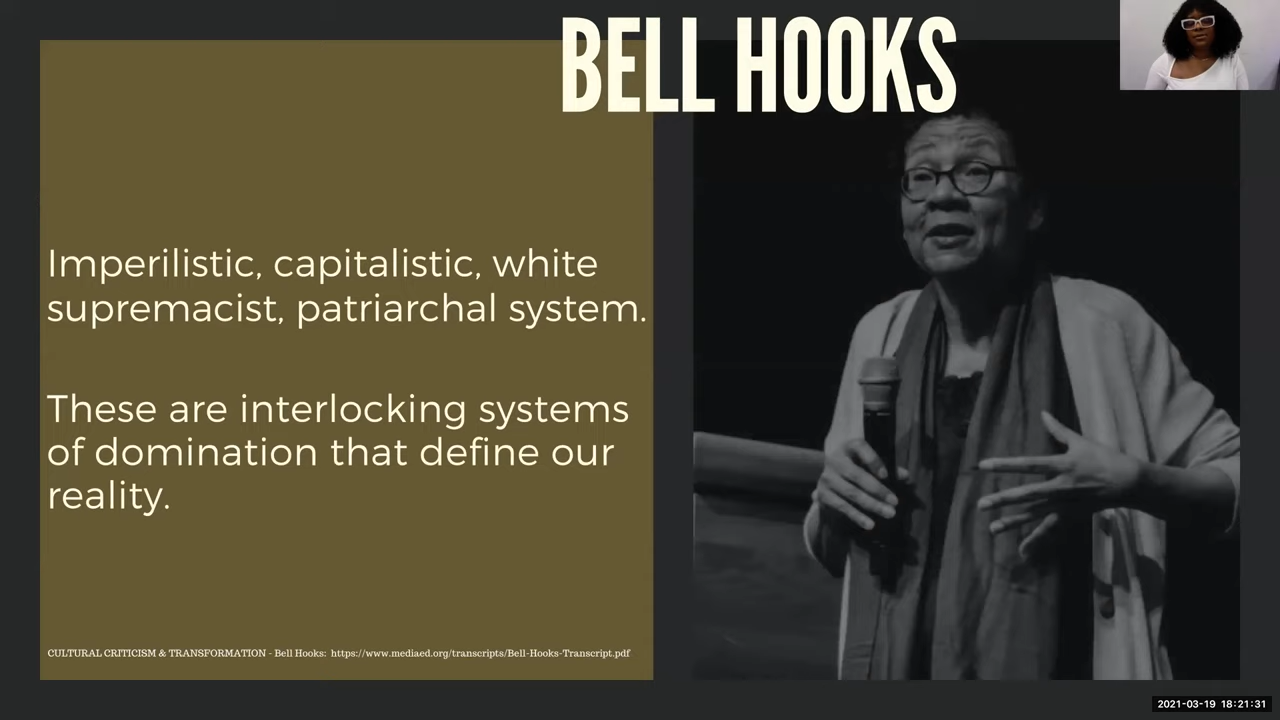 BELL HOOKS
Imperilistic, capitalistic, white
supremacist, patriarchal system.
These are interlocking systems
of domination that define our
reality.
CULTURAL CRITICISM & TRANSFORMATION - Bell Hooks: https://www.mediaed.org/transcripts/Bell-Hooks-Transcript.pdf
2021-03-19 18:21:31